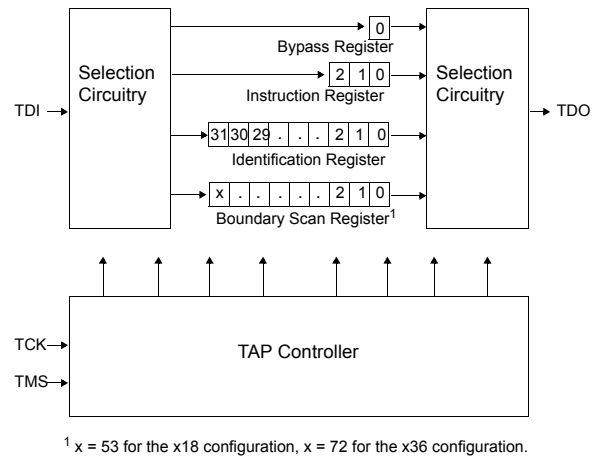 0
Bypass Register
Selection
Circuitry
2 1 0
Selection
Circuitry
Instruction Register
TDI
TDO
31 30 29 . . . 2 1 0
Identification Register
x . . . . . 2 1 0
Boundary Scan Register1
TCK
TAP Controller
TMS
1 x = 53 for the x18 configuration, x = 72 for the x36 configuration.